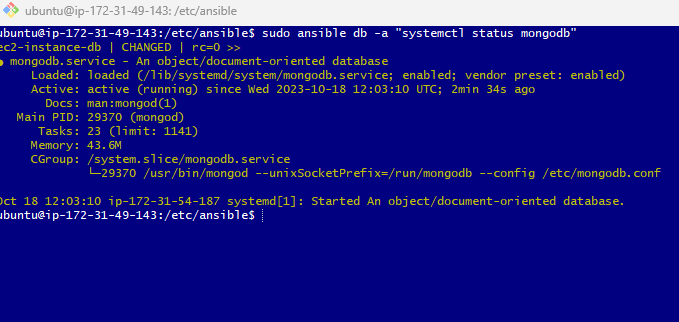 ubuntu@ip-172-31-49-143: /etc/ansible
ubuntu@ip-172-31-49-143:/etc/ansible$ sudo ansible db -a "systemctl status mongodb"
ec2-instance-db | CHANGED | rc=0 >>
● mongodb.service - An object/document-oriented database
Loaded: loaded (/lib/systemd/system/mongodb.service; enabled; vendor preset: enabled)
Active: active (running) since Wed 2023-10-18 12:03:10 UTC; 2min 34s ago
Docs: man:mongod(1)
Main PID: 29370 (mongod)
Tasks: 23 (limit: 1141)
Memory: 43.6M
CGroup: /system.slice/mongodb.service
└─29370 /usr/bin/mongod --unixSocketPrefix=/run/mongodb --config /etc/mongodb.conf
Oct 18 12:03:10 ip-172-31-54-187 systemd[1]: Started An object/document-oriented database.
ubuntu@ip-172-31-49-143:/etc/ansible$